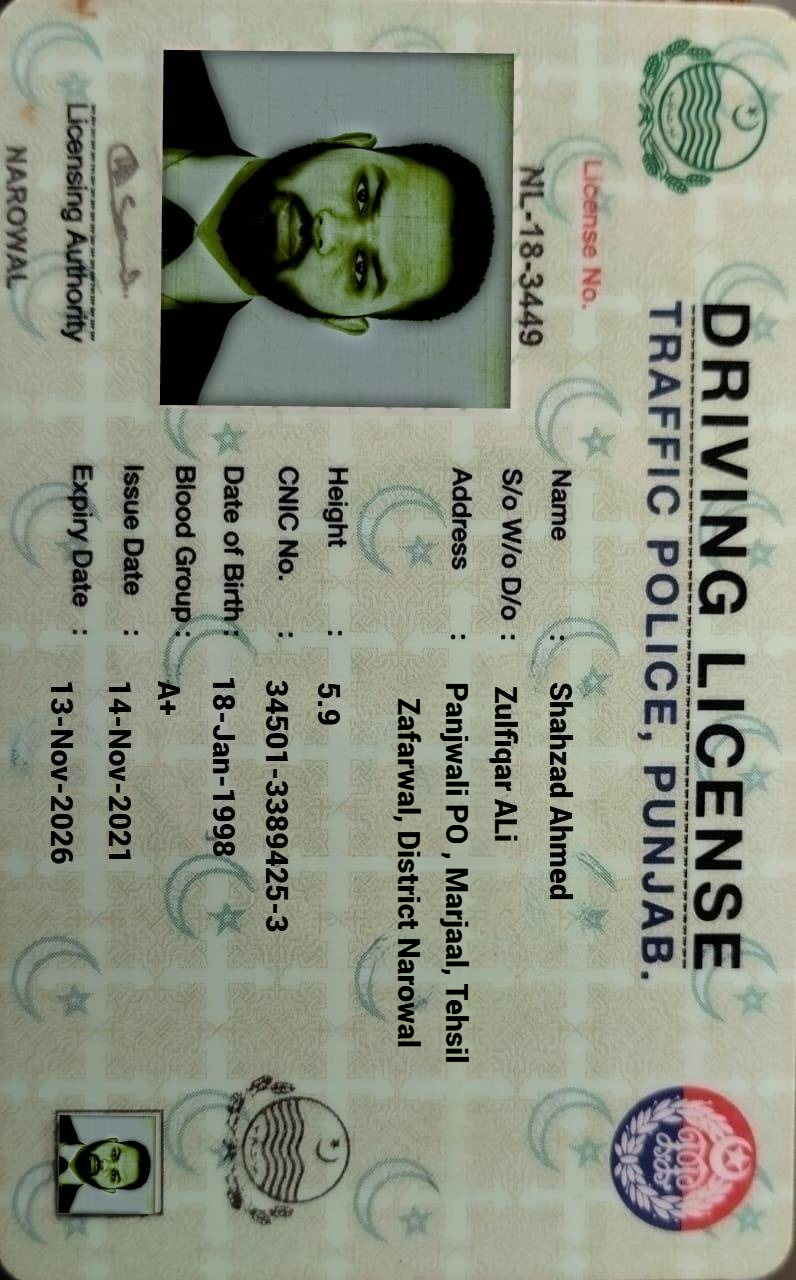 DRIVING LICENSE
TRAFFIC POLICE, PUNJAB.
License No.
NL-18-3449
Name : Shahzad Ahmed
S/o W/o D/o : Zulfiqar ALi
Address : Panjwali PO , Marjaal, Tehsil
Zafarwal, District Narowal
Height : 5.9
CNIC No. : 34501-3389425-3
Date of Birth : 18-Jan-1998
Blood Group : A+
Issue Date : 14-Nov-2021
Expiry Date : 13-Nov-2026
Licensing Authority
NAROWAL